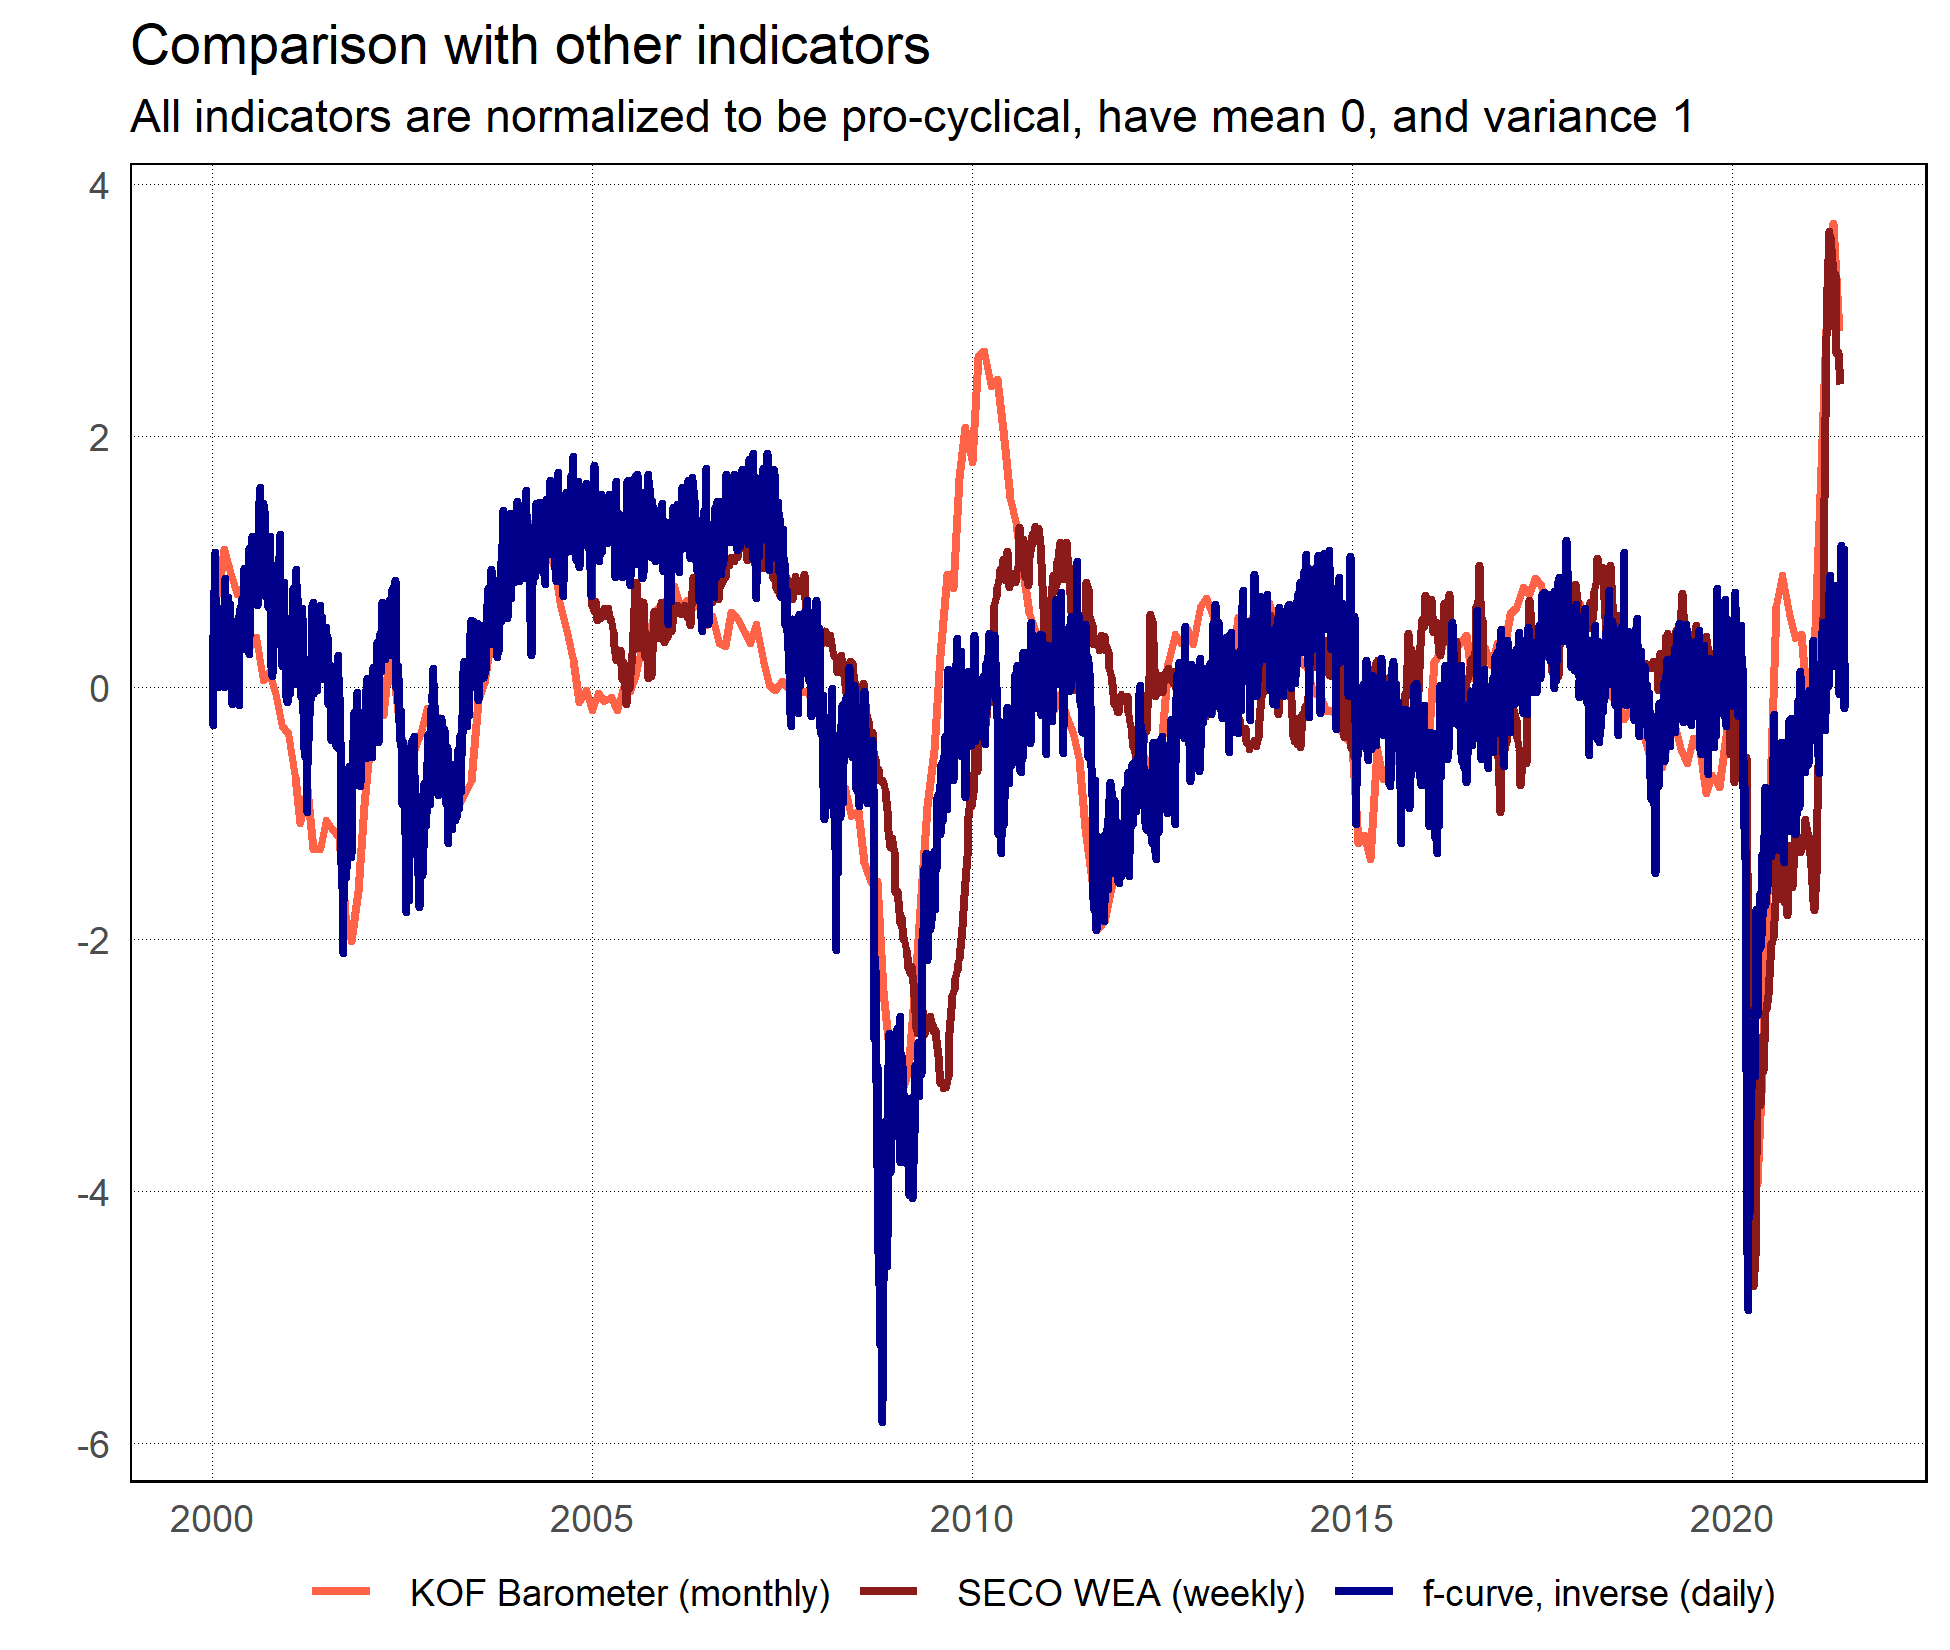 Comparison with other indicators
All indicators are normalized to be pro-cyclical, have mean 0, and variance 1
4
2
0
-2
-4
-6
2000 2005 2010 2015 2020
KOF Barometer (monthly) SECO WEA (weekly) f-curve, inverse (daily)